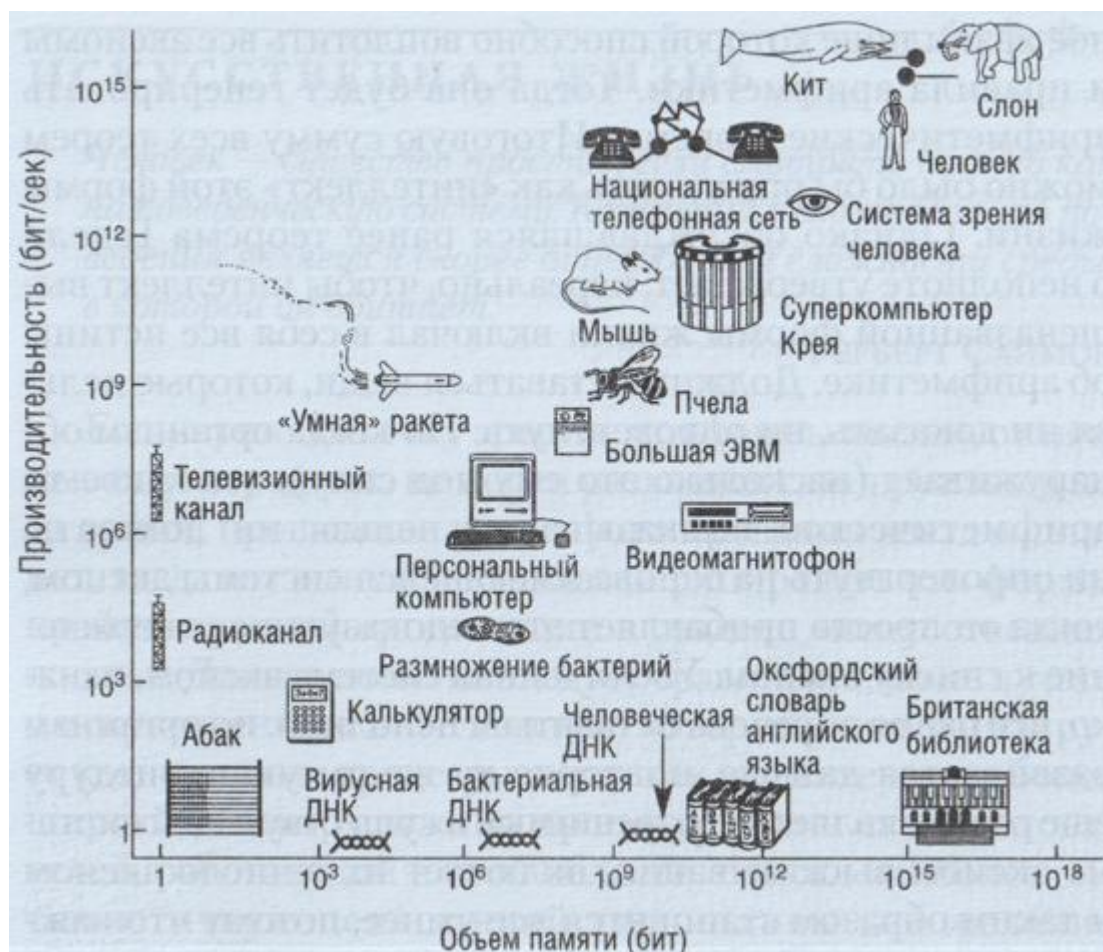 Производительность (бит/сек)
10¹⁵
10¹²
10⁹
10⁶
10³
1
Кит
Слон
Человек
Национальная
телефонная сеть
Система зрения
человека
Мышь
Суперкомпьютер
Крея
«Умная» ракета
Пчела
Большая ЭВМ
Телевизионный
канал
Персональный
компьютер
Видеомагнитофон
Радиоканал
Размножение бактерий
Калькулятор
Абак
Вирусная
ДНК
Бактериальная
ДНК
Человеческая
ДНК
Оксфордский
словарь
английского
языка
Британская
библиотека
1
10³
10⁶
10⁹
10¹²
10¹⁵
10¹⁸
Объем памяти (бит)